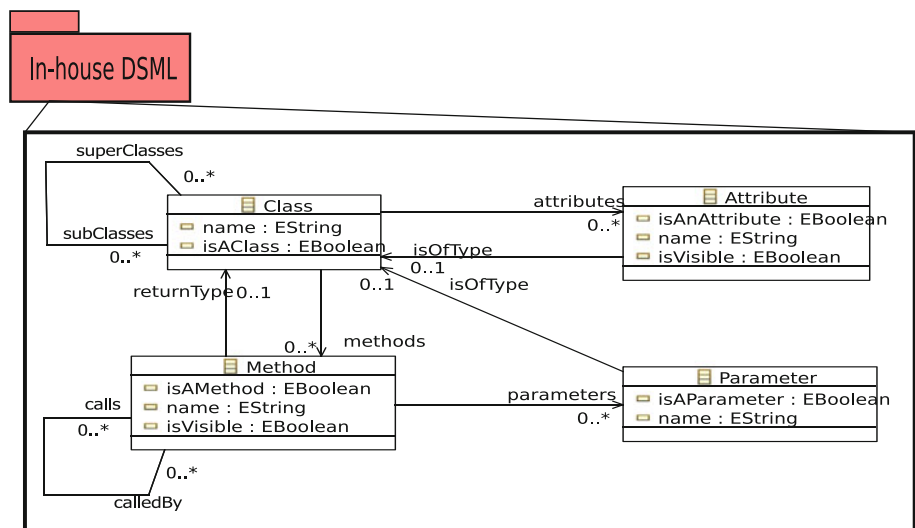 In-house DSML
superClasses
0..*
Class
name : EString
isAClass : EBoolean
subClasses
0..*
attributes
0..*
Attribute
isAnAttribute : EBoolean
name : EString
isVisible : EBoolean
isOfType
0..1
isOfType
0..1
returnType
0..1
methods
0..*
Method
isAMethod : EBoolean
name : EString
isVisible : EBoolean
calls
0..*
0..*
calledBy
parameters
0..*
Parameter
isAParameter : EBoolean
name : EString